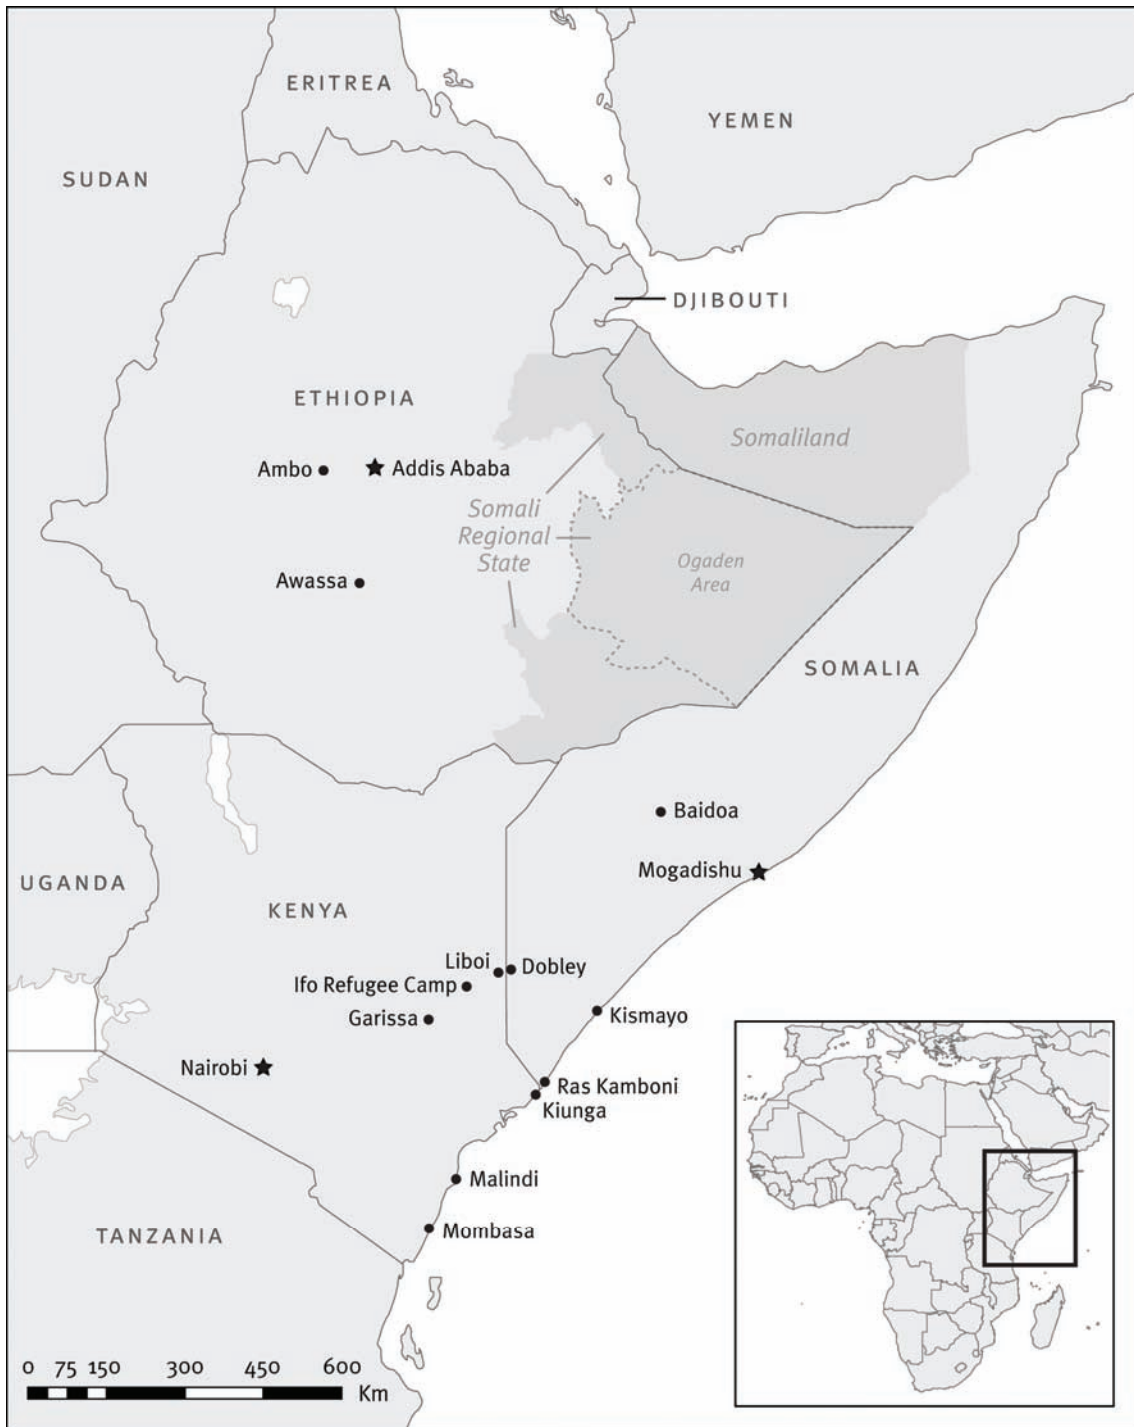 ERITREA
YEMEN
SUDAN
DJIBOUTI
ETHIOPIA
Somaliland
Ambo
Addis Ababa
Somali
Regional
State
Ogaden
Area
Awassa
SOMALIA
Baidoa
Mogadishu
UGANDA
KENYA
Liboi
Dobley
Ifo Refugee Camp
Garissa
Kismayo
Nairobi
Ras Kamboni
Kiunga
Malindi
Mombasa
TANZANIA
0 75 150 300 450 600
Km